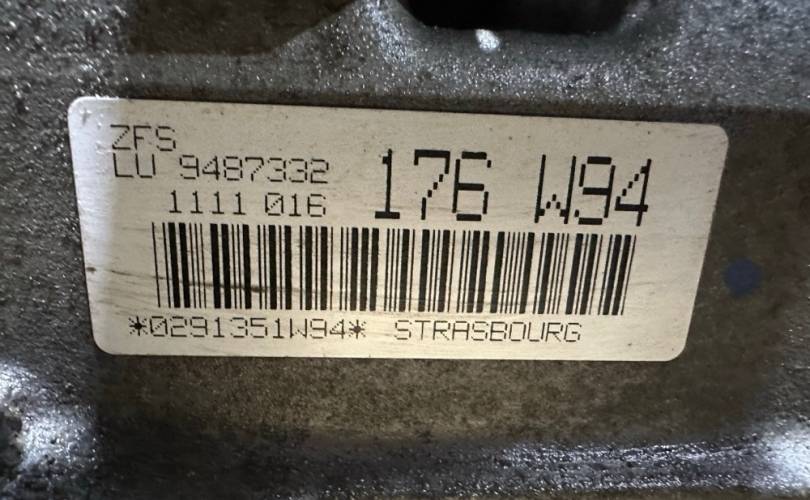 ZFS
LU 9487332 176 W94
1111 016
*0291351W94* STRASBOURG